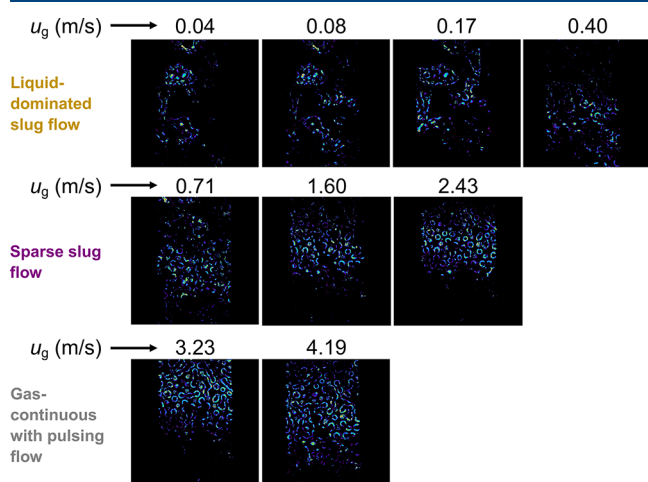 u_g (m/s) → 0.04 0.08 0.17 0.40
Liquid-
dominated
slug flow
u_g (m/s) → 0.71 1.60 2.43
Sparse slug
flow
u_g (m/s) → 3.23 4.19
Gas-
continuous
with pulsing
flow